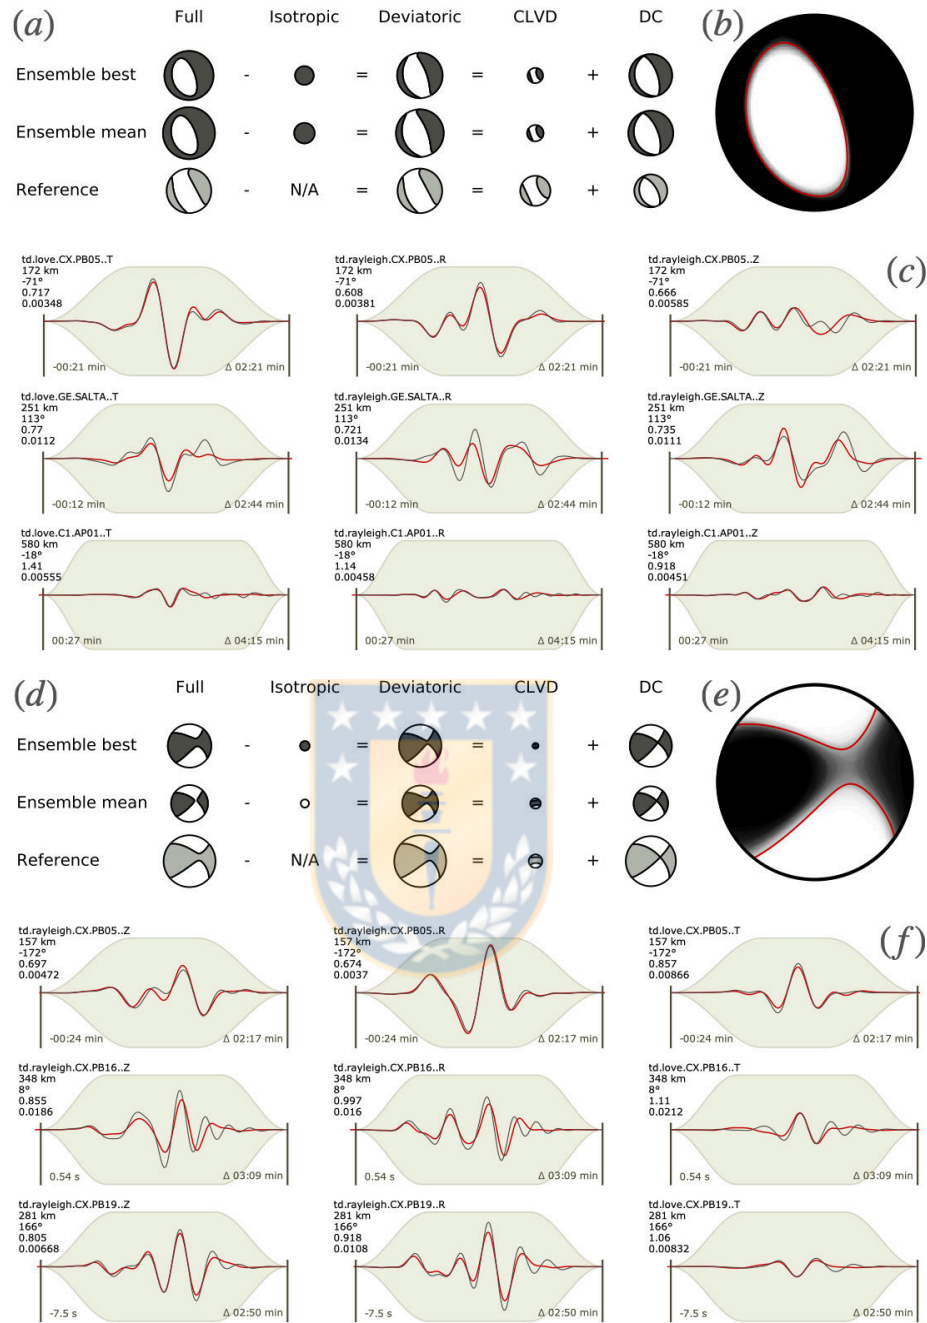 (a) Full Isotropic Deviatoric CLVD DC (b)
Ensemble best - = = +
Ensemble mean - = = +
Reference - N/A = = +
(c)
td.love.CX.PB05..T
172 km
-71°
0.717
0.00348
-00:21 min Δ 02:21 min
td.rayleigh.CX.PB05..R
172 km
-71°
0.608
0.00381
-00:21 min Δ 02:21 min
td.rayleigh.CX.PB05..Z
172 km
-71°
0.666
0.00585
-00:21 min Δ 02:21 min
td.love.GE.SALTA..T
251 km
113°
0.77
0.0112
-00:12 min Δ 02:44 min
td.rayleigh.GE.SALTA..R
251 km
113°
0.721
0.0134
-00:12 min Δ 02:44 min
td.rayleigh.GE.SALTA..Z
251 km
113°
0.735
0.0111
-00:12 min Δ 02:44 min
td.love.C1.AP01..T
580 km
-18°
1.41
0.00555
00:27 min Δ 04:15 min
td.rayleigh.C1.AP01..R
580 km
-18°
1.14
0.00458
00:27 min Δ 04:15 min
td.rayleigh.C1.AP01..Z
580 km
-18°
0.918
0.00451
00:27 min Δ 04:15 min
(d) Full Isotropic Deviatoric CLVD DC (e)
Ensemble best - = = +
Ensemble mean - = = +
Reference - N/A = = +
(f)
td.rayleigh.CX.PB05..Z
157 km
-172°
0.697
0.00472
-00:24 min Δ 02:17 min
td.rayleigh.CX.PB05..R
157 km
-172°
0.674
0.0037
-00:24 min Δ 02:17 min
td.love.CX.PB05..T
157 km
-172°
0.857
0.00866
-00:24 min Δ 02:17 min
td.rayleigh.CX.PB16..Z
348 km
8°
0.855
0.0186
0.54 s Δ 03:09 min
td.rayleigh.CX.PB16..R
348 km
8°
0.997
0.016
0.54 s Δ 03:09 min
td.love.CX.PB16..T
348 km
8°
1.11
0.0212
0.54 s Δ 03:09 min
td.rayleigh.CX.PB19..Z
281 km
166°
0.805
0.00668
-7.5 s Δ 02:50 min
td.rayleigh.CX.PB19..R
281 km
166°
0.918
0.0108
-7.5 s Δ 02:50 min
td.love.CX.PB19..T
281 km
166°
1.06
0.00832
-7.5 s Δ 02:50 min